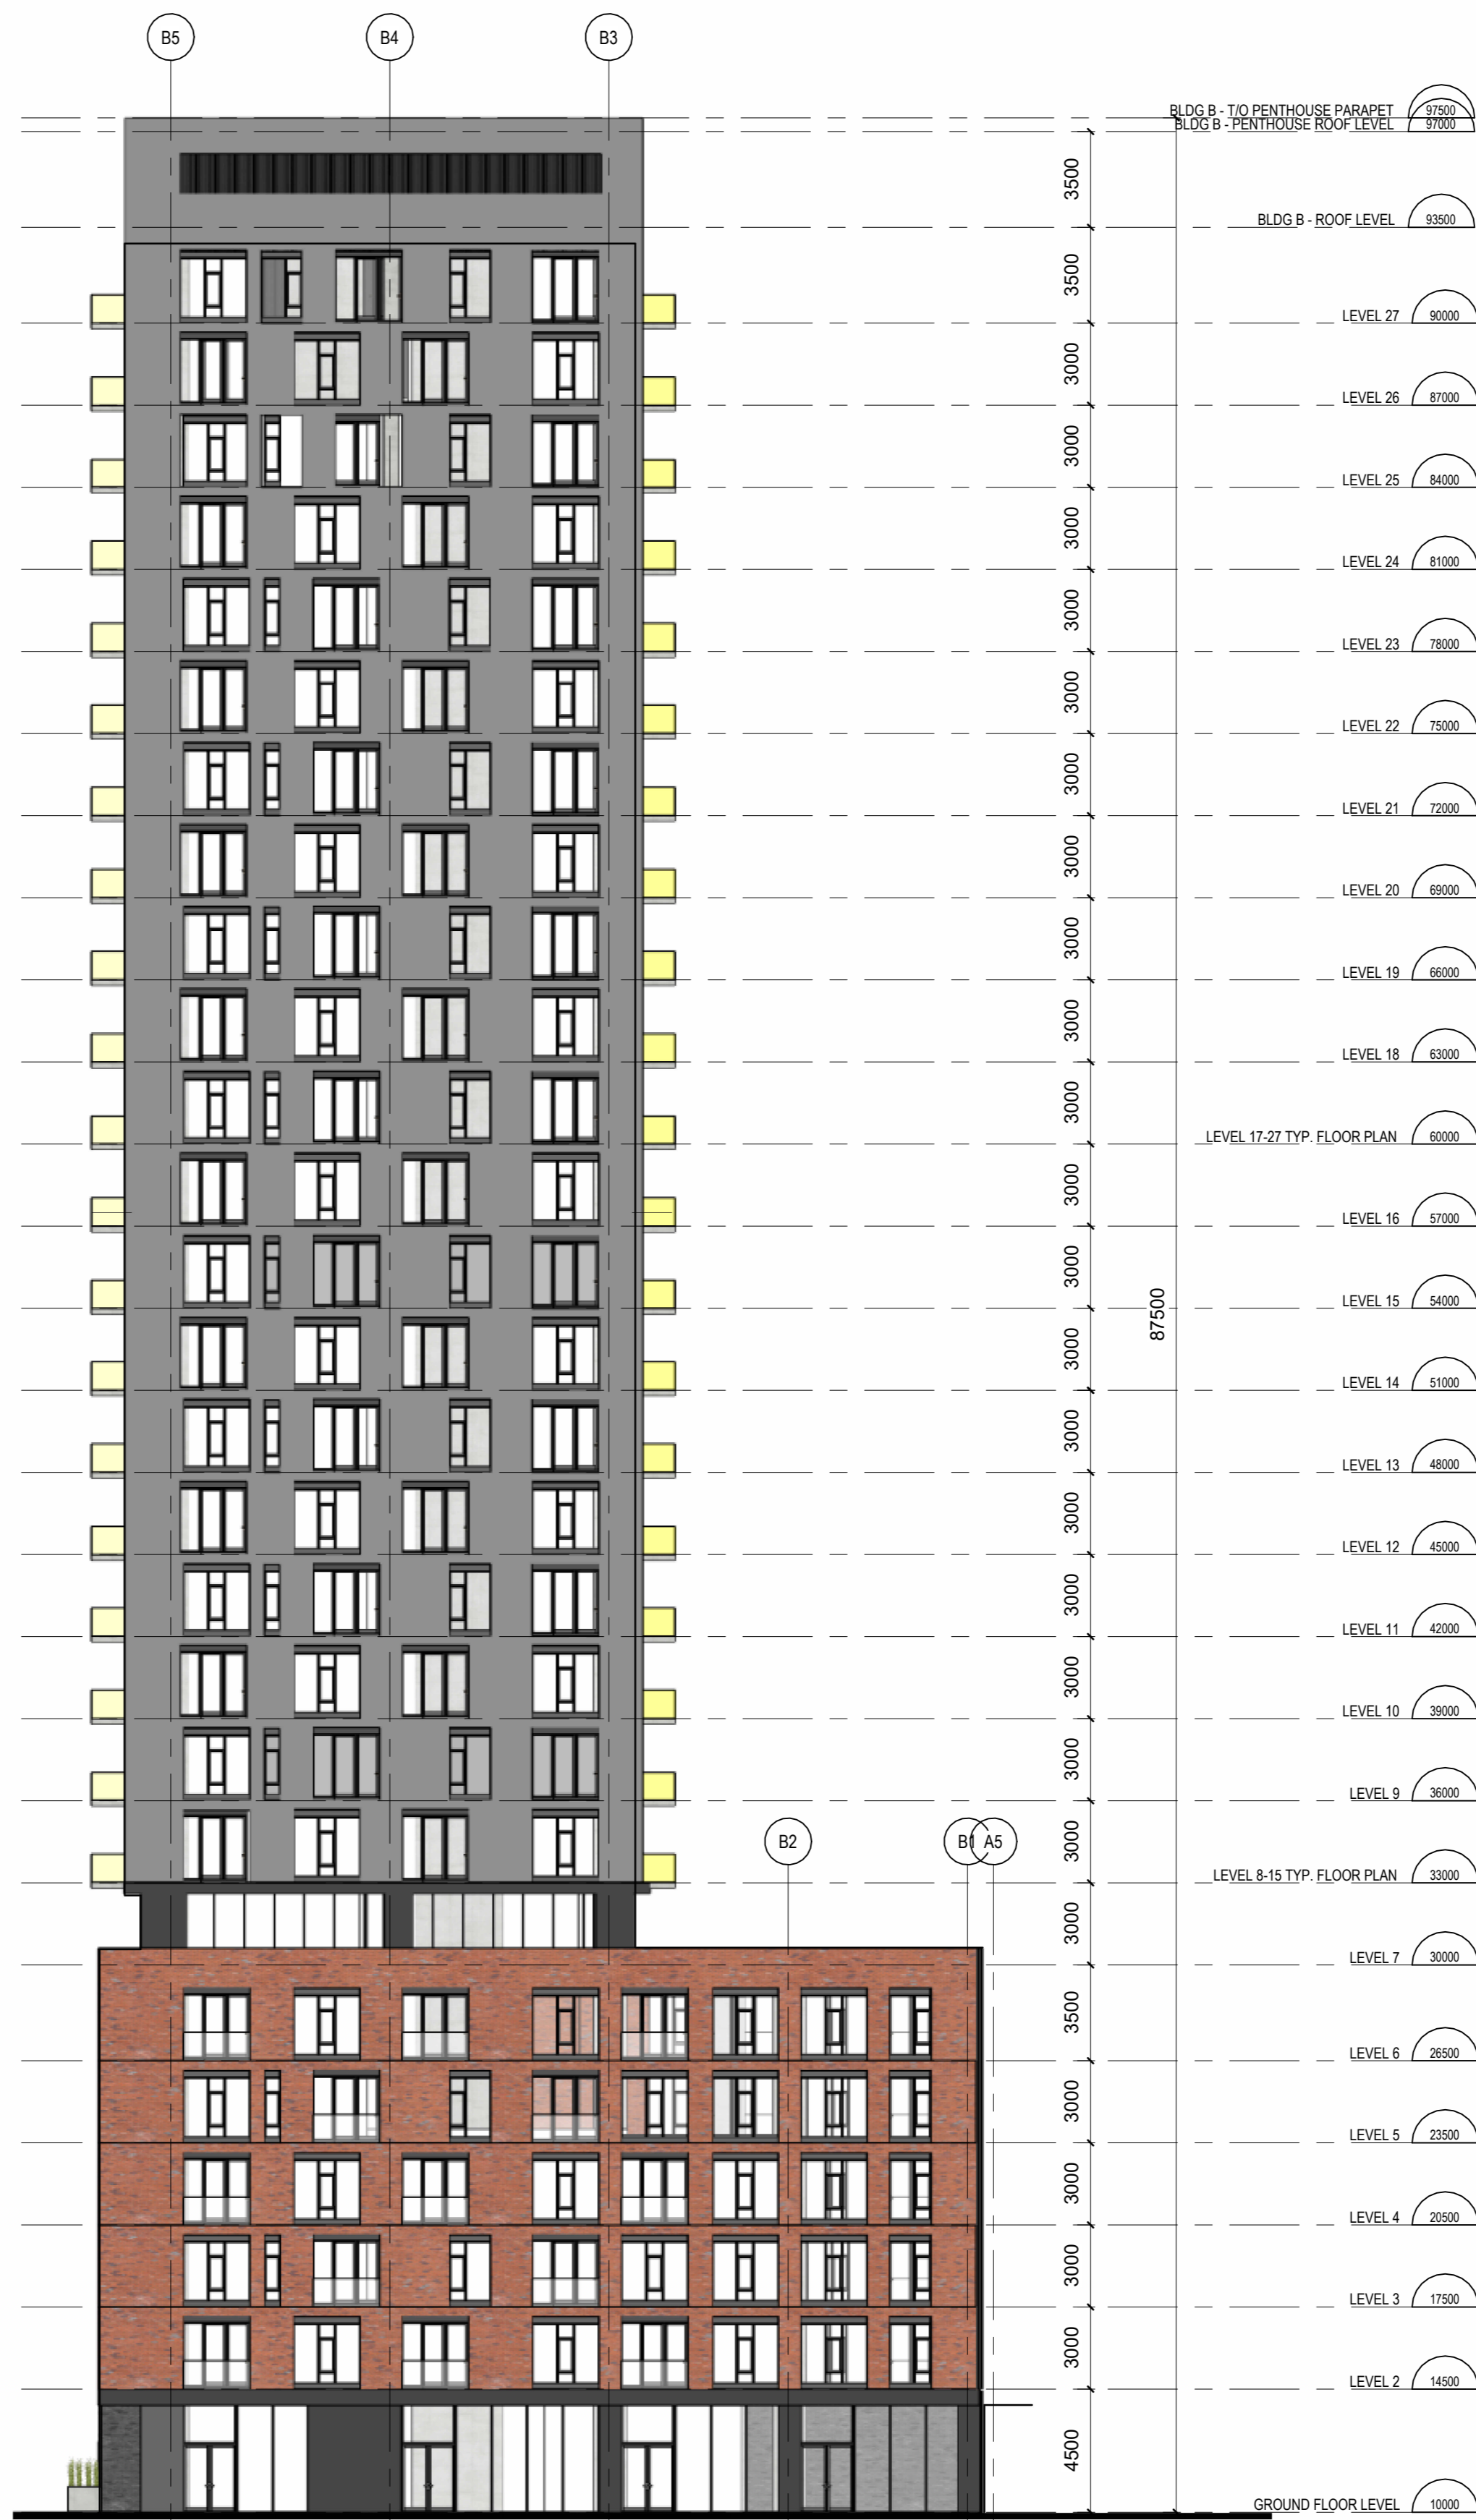 B5 B4 B3
BLDG B - T/O PENTHOUSE PARAPET 97500
BLDG B - PENTHOUSE ROOF LEVEL 97000
3500
BLDG B - ROOF LEVEL 93500
3500
LEVEL 27 90000
3000
LEVEL 26 87000
3000
LEVEL 25 84000
3000
LEVEL 24 81000
3000
LEVEL 23 78000
3000
LEVEL 22 75000
3000
LEVEL 21 72000
3000
LEVEL 20 69000
3000
LEVEL 19 66000
3000
LEVEL 18 63000
3000
LEVEL 17-27 TYP. FLOOR PLAN 60000
3000
LEVEL 16 57000
3000
LEVEL 15 54000
87500
3000
LEVEL 14 51000
3000
LEVEL 13 48000
3000
LEVEL 12 45000
3000
LEVEL 11 42000
3000
LEVEL 10 39000
3000
LEVEL 9 36000
B2 B1 A5
3000
LEVEL 8-15 TYP. FLOOR PLAN 33000
3000
LEVEL 7 30000
3500
LEVEL 6 26500
3000
LEVEL 5 23500
3000
LEVEL 4 20500
3000
LEVEL 3 17500
3000
LEVEL 2 14500
4500
GROUND FLOOR LEVEL 10000